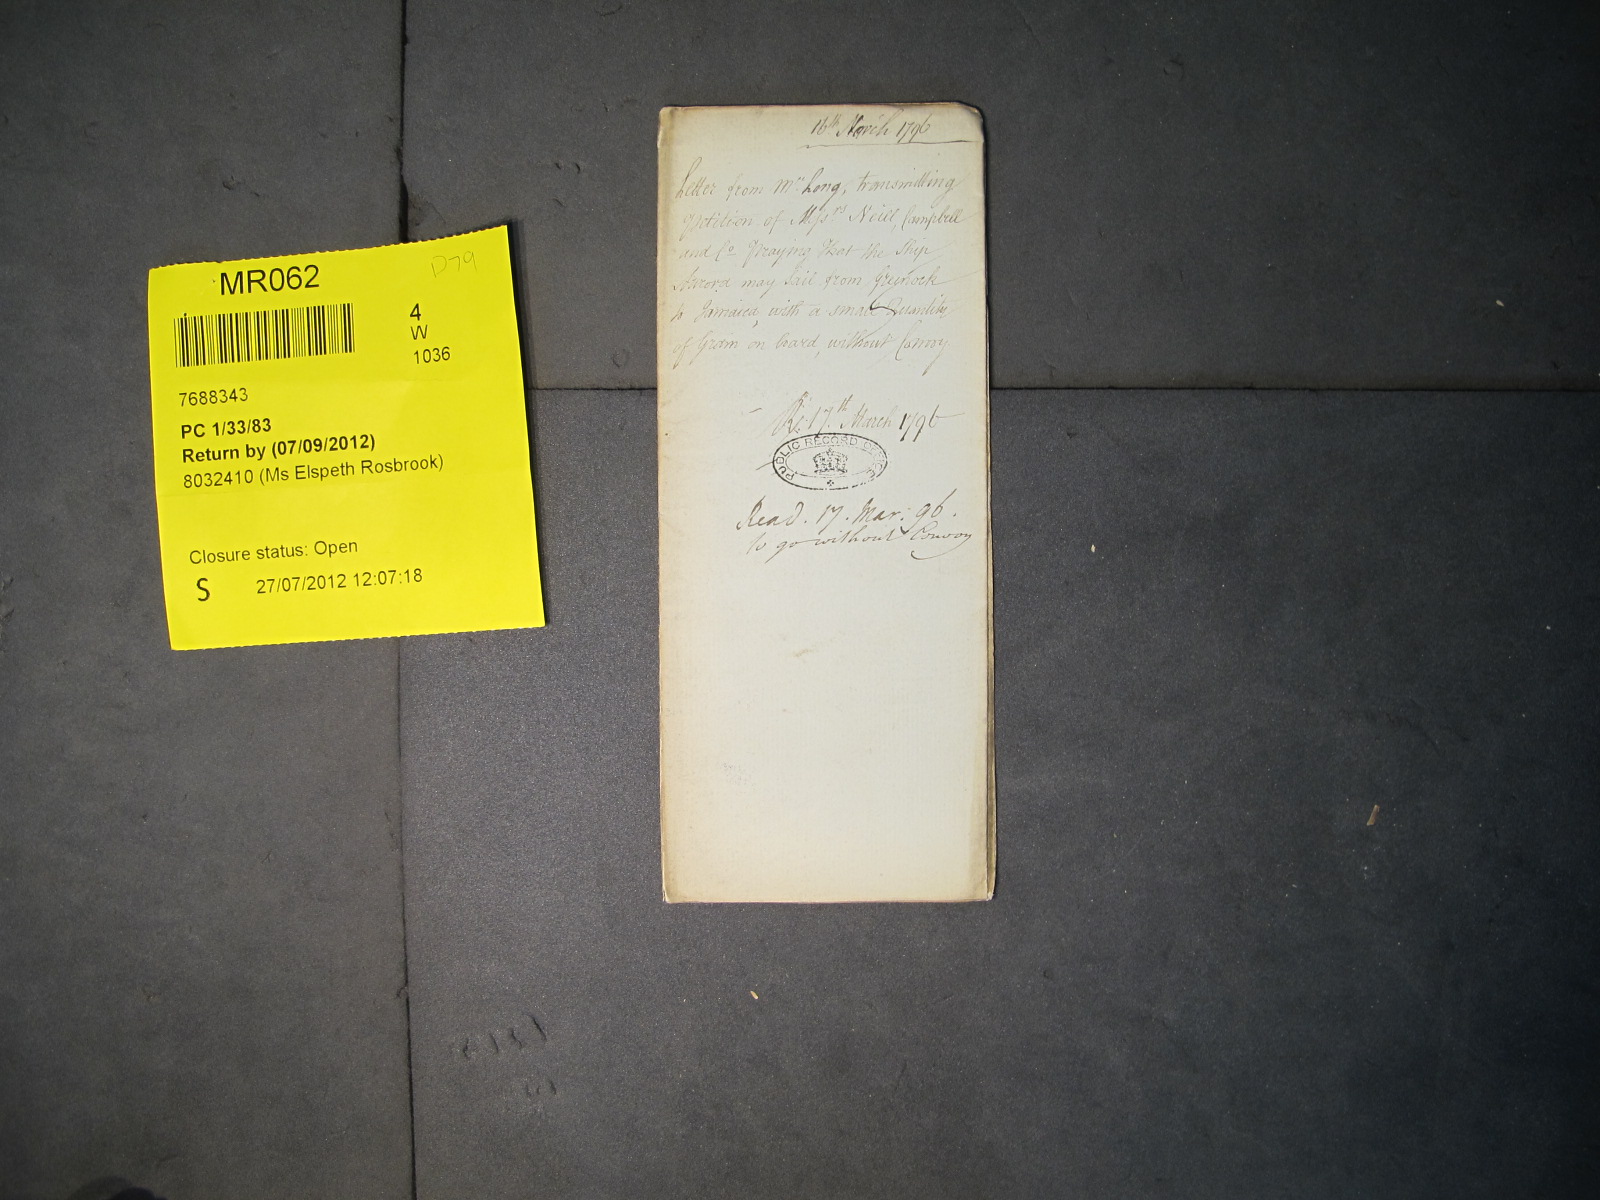 MR062
D79
4
W
1036
7688343
PC 1/33/83
Return by (07/09/2012)
8032410 (Ms Elspeth Rosbrook)
Closure status: Open
S 27/07/2012 12:07:18
16th March 1796
Letter from Mr Long, transmitting
Petition of Messrs Neill, Campbell
and Co. Praying that the Ship
may Sail from Greenock
to Jamaica, with a small Quantity
of Grain on board, without Convoy
Rd. 17th March 1796
PUBLIC RECORD OFFICE
Read. 17. Mar: 96.
to go without Convoy